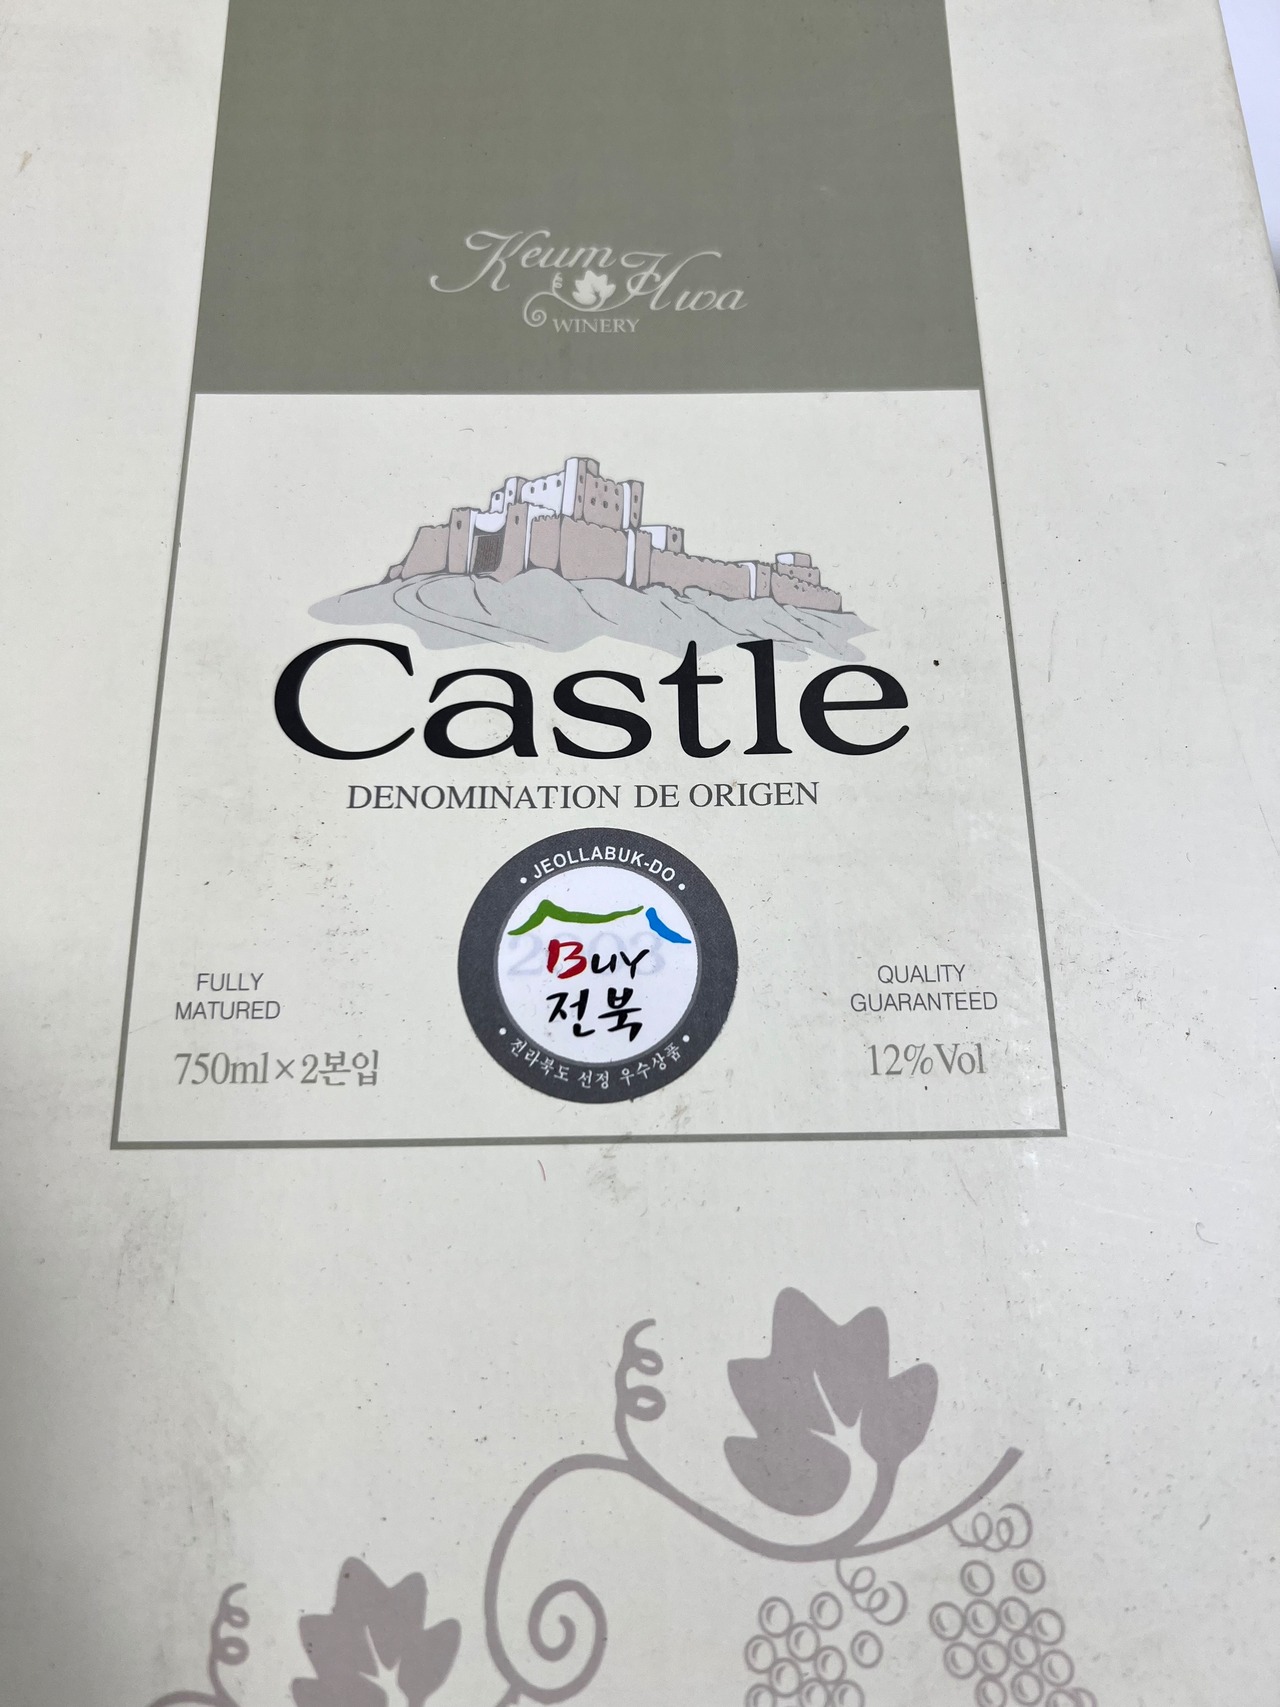 Keum Hwa
WINERY
Castle
DENOMINATION DE ORIGEN
JEOLLABUK-DO
Buy
전북
전라북도 선정 우수상품
FULLY
MATURED
750ml×2본입
QUALITY
GUARANTEED
12%Vol